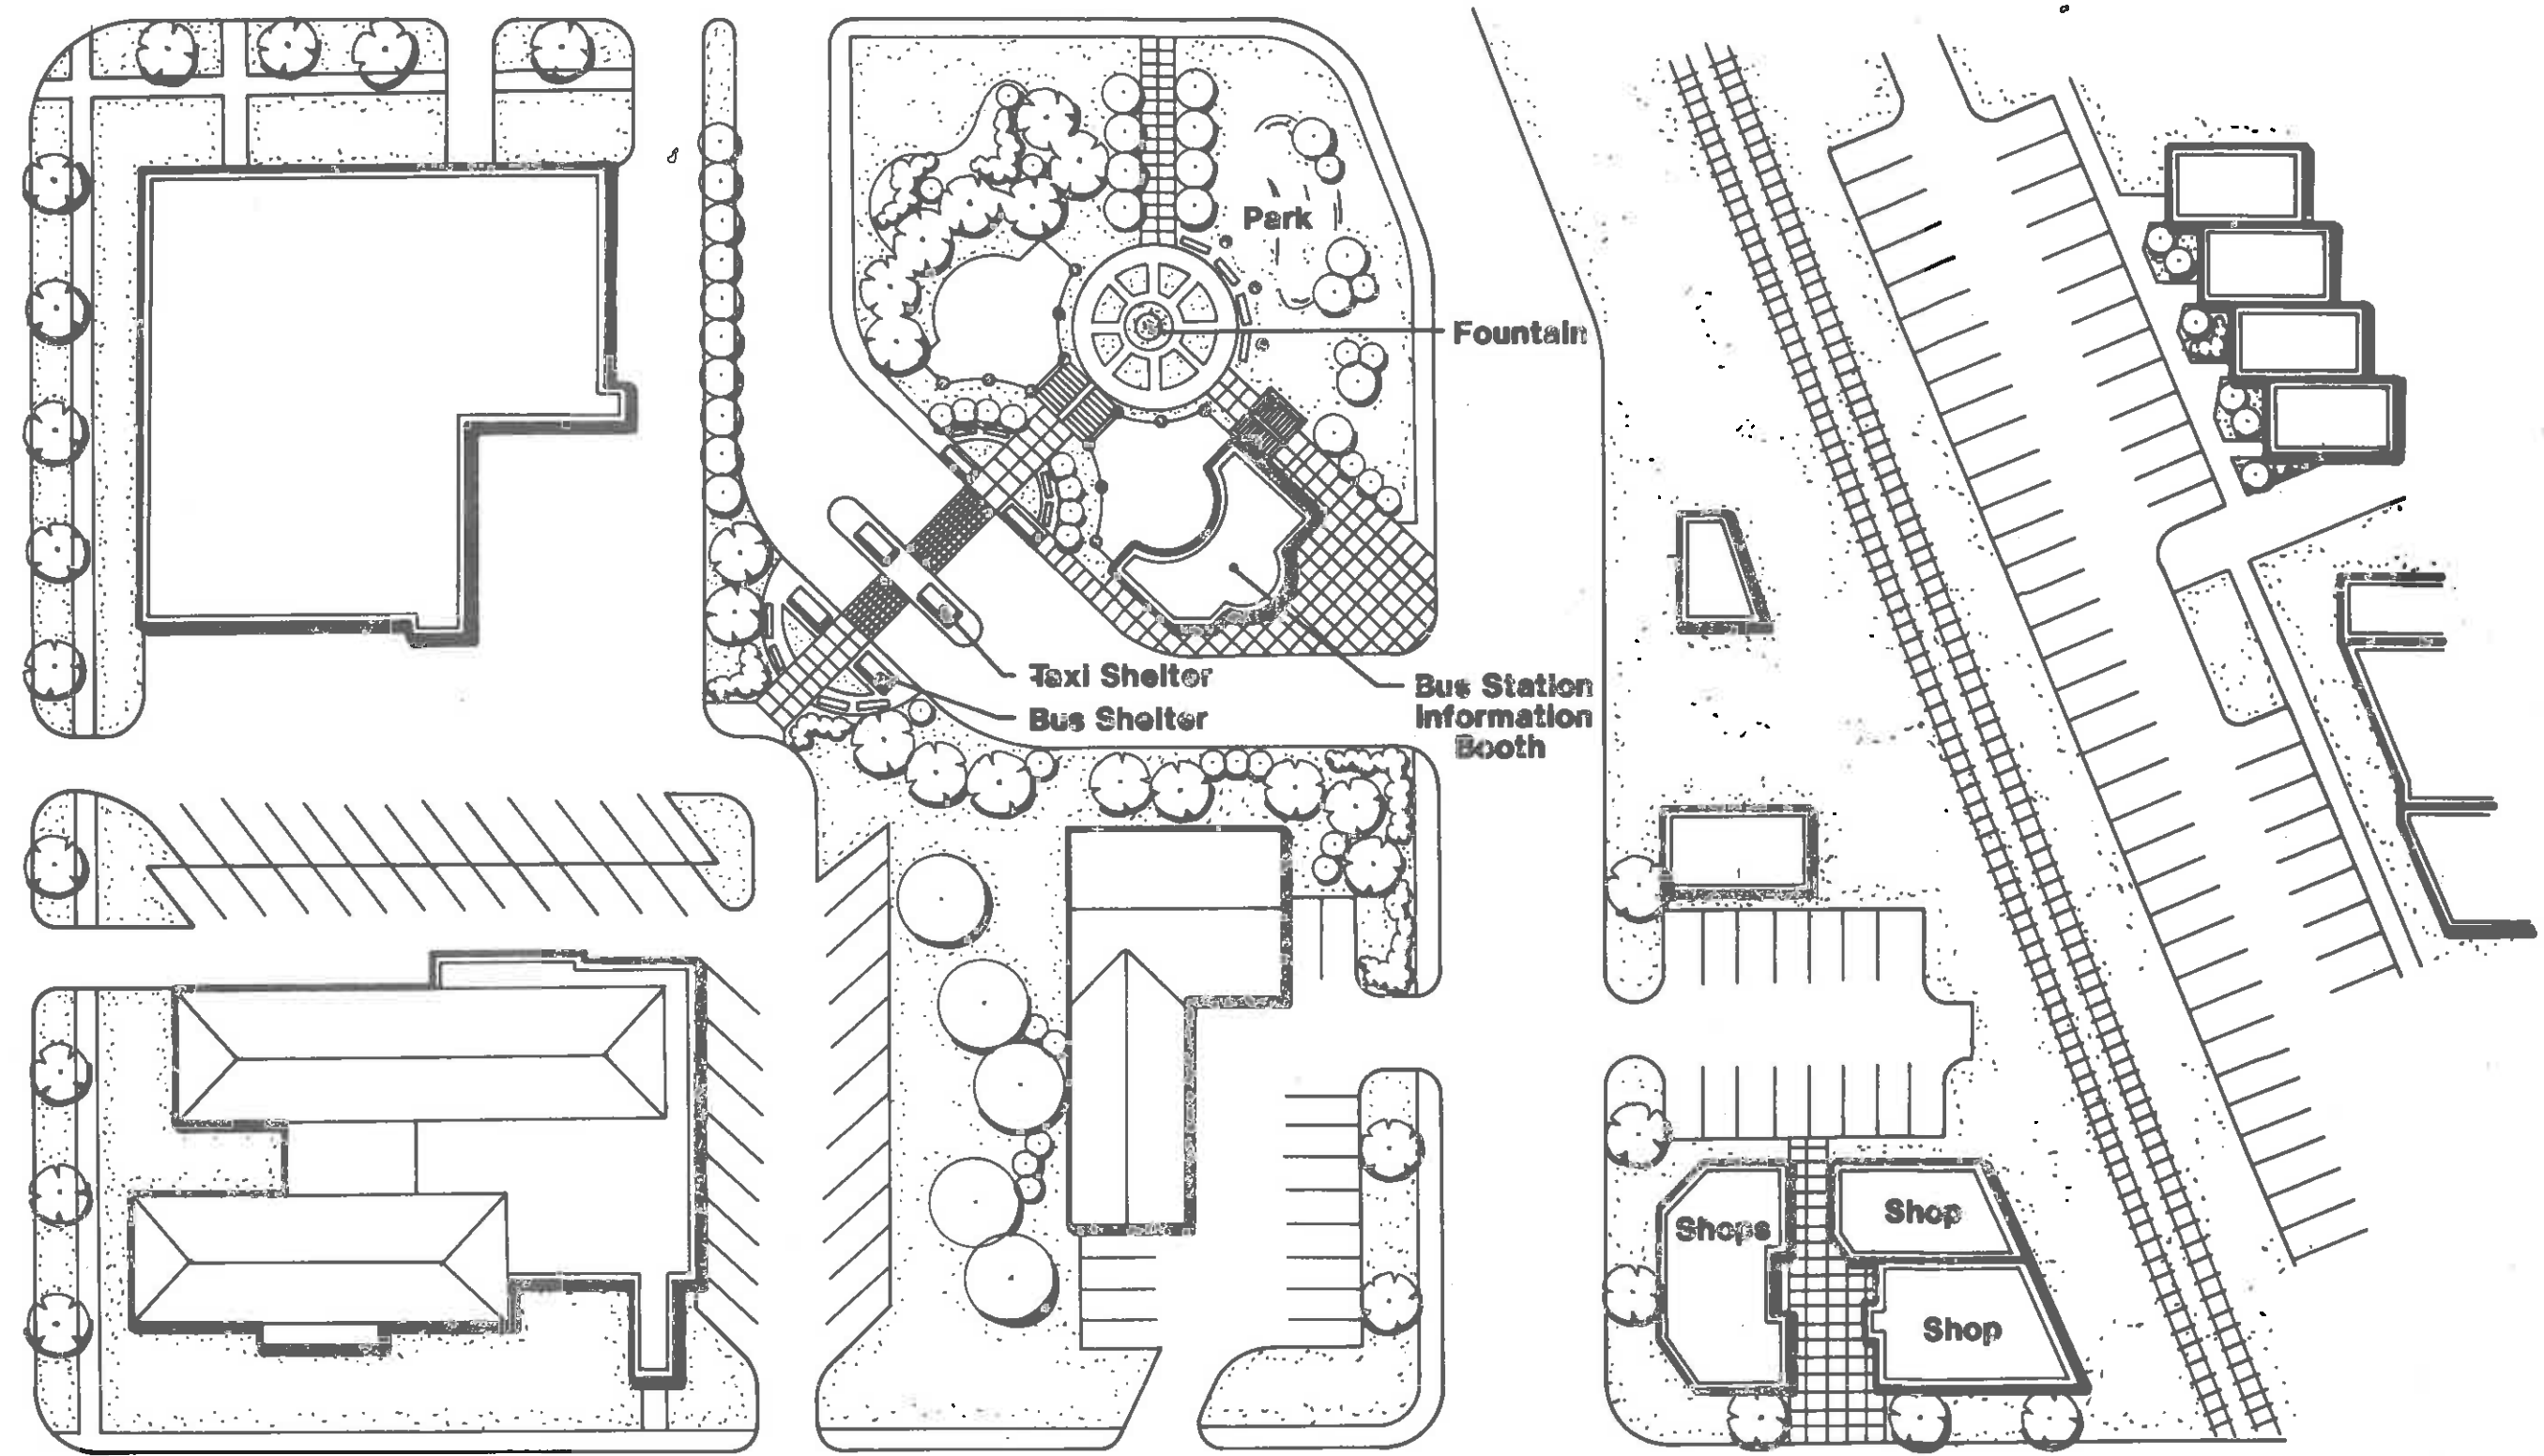 Park
Fountain
Taxi Shelter
Bus Shelter
Bus Station
Information
Booth
Shops
Shop
Shop